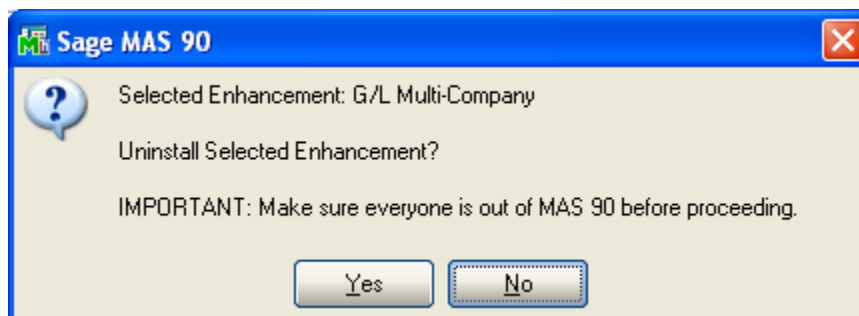 Sage MAS 90
Selected Enhancement: G/L Multi-Company
Uninstall Selected Enhancement?
IMPORTANT: Make sure everyone is out of MAS 90 before proceeding.
Yes No